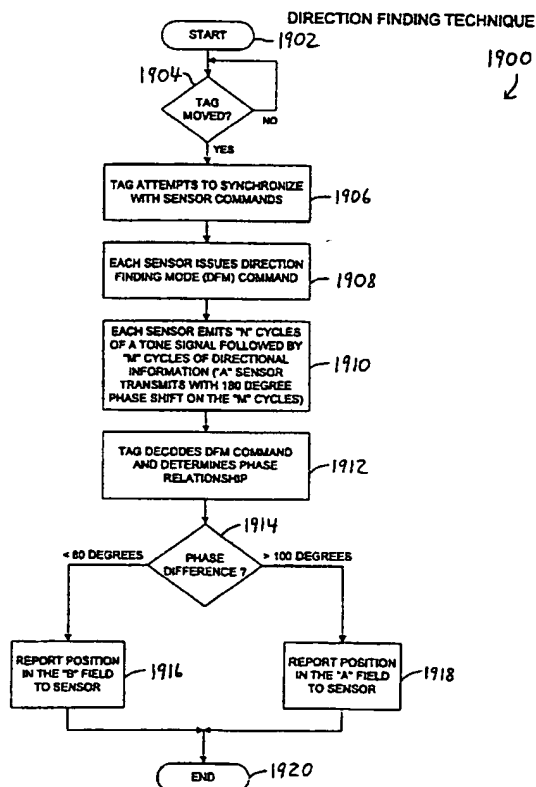 DIRECTION FINDING TECHNIQUE
1900
START
1902
1904
TAG
MOVED?
NO
YES
TAG ATTEMPTS TO SYNCHRONIZE
WITH SENSOR COMMANDS
1906
EACH SENSOR ISSUES DIRECTION
FINDING MODE (DFM) COMMAND
1908
EACH SENSOR EMITS "N" CYCLES
OF A TONE SIGNAL FOLLOWED BY
"M" CYCLES OF DIRECTIONAL
INFORMATION ("A" SENSOR
TRANSMITS WITH 180 DEGREE
PHASE SHIFT ON THE "M" CYCLES)
1910
TAG DECODES DFM COMMAND
AND DETERMINES PHASE
RELATIONSHIP
1912
1914
< 80 DEGREES
PHASE
DIFFERENCE ?
> 100 DEGREES
REPORT POSITION
IN THE "B" FIELD
TO SENSOR
1916
REPORT POSITION
IN THE "A" FIELD
TO SENSOR
1918
END
1920